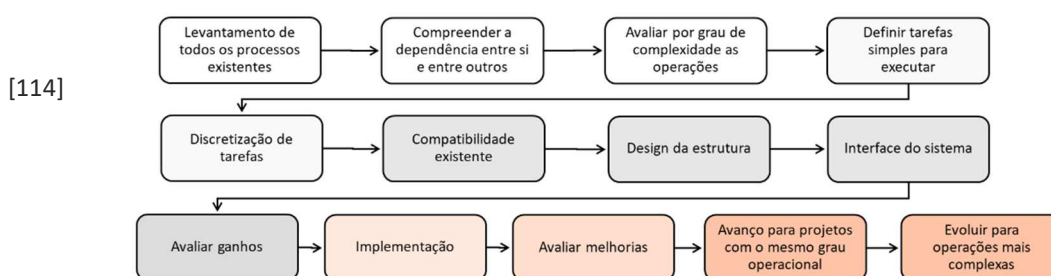 [114]
Levantamento de
todos os processos
existentes
Compreender a
dependência entre si
e entre outros
Avaliar por grau de
complexidade as
operações
Definir tarefas
simples para
executar
Discretização de
tarefas
Compatibilidade
existente
Design da estrutura
Interface do sistema
Avaliar ganhos
Implementação
Avaliar melhorias
Avanço para projetos
com o mesmo grau
operacional
Evoluir para
operações mais
complexas